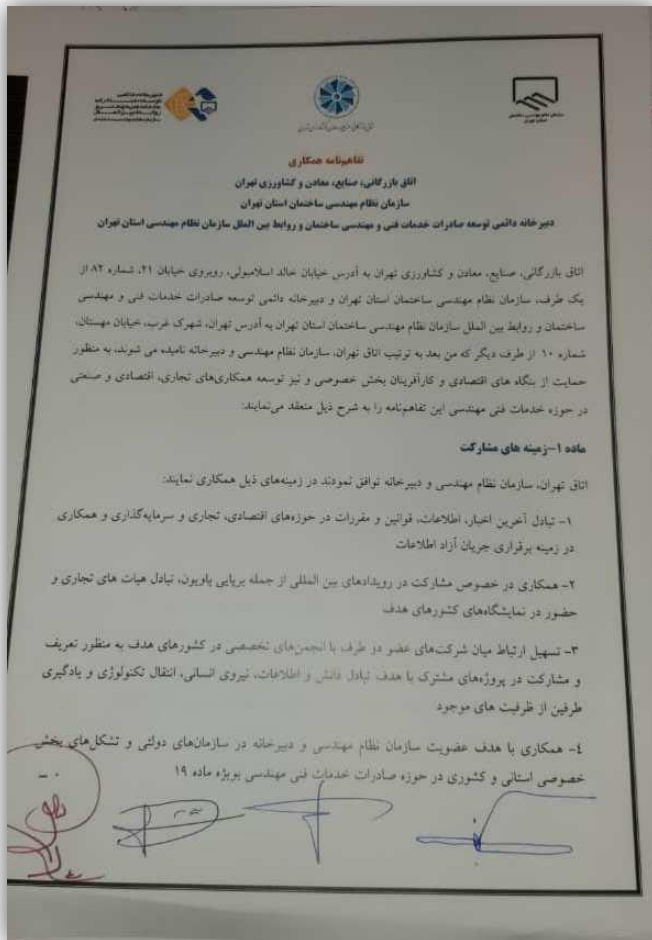 تفاهم‌نامه همکاری
اتاق بازرگانی، صنایع، معادن و کشاورزی تهران
سازمان نظام مهندسی ساختمان استان تهران
دبیرخانه دائمی توسعه صادرات خدمات فنی و مهندسی ساختمان و روابط بین الملل سازمان نظام مهندسی استان تهران
اتاق بازرگانی، صنایع، معادن و کشاورزی تهران به آدرس خیابان خالد اسلامبولی، روبروی خیابان ۲۱، شماره ۸۲ از
یک طرف، سازمان نظام مهندسی ساختمان استان تهران و دبیرخانه دائمی توسعه صادرات خدمات فنی و مهندسی
ساختمان و روابط بین الملل سازمان نظام مهندسی ساختمان استان تهران به آدرس تهران، شهرک غرب، خیابان مهستان،
شماره ۱۰ از طرف دیگر که من بعد به ترتیب اتاق تهران، سازمان نظام مهندسی و دبیرخانه نامیده می شوند، به منظور
حمایت از بنگاه های اقتصادی و کارآفرینان بخش خصوصی و نیز توسعه همکاری‌های تجاری، اقتصادی و صنعتی
در حوزه خدمات فنی مهندسی این تفاهم‌نامه را به شرح ذیل منعقد می‌نمایند:
ماده ۱-زمینه های مشارکت
اتاق تهران، سازمان نظام مهندسی و دبیرخانه توافق نمودند در زمینه‌های ذیل همکاری نمایند:
۱- تبادل آخرین اخبار، اطلاعات، قوانین و مقررات در حوزه‌های اقتصادی، تجاری و سرمایه‌گذاری و همکاری
در زمینه برقراری جریان آزاد اطلاعات
۲- همکاری در خصوص مشارکت در رویدادهای بین المللی از جمله برپایی پاویون، تبادل هیات های تجاری و
حضور در نمایشگاه‌های کشورهای هدف
۳- تسهیل ارتباط میان شرکت‌های عضو دو طرف با انجمن‌های تخصصی در کشورهای هدف به منظور تعریف
و مشارکت در پروژه‌های مشترک با هدف تبادل دانش و اطلاعات، نیروی انسانی، انتقال تکنولوژی و یادگیری
طرفین از ظرفیت های موجود
٤- همکاری با هدف عضویت سازمان نظام مهندسی و دبیرخانه در سازمان‌های دولتی و تشکل‌های بخش
خصوصی استانی و کشوری در حوزه صادرات خدمات فنی مهندسی بویژه ماده ۱۹